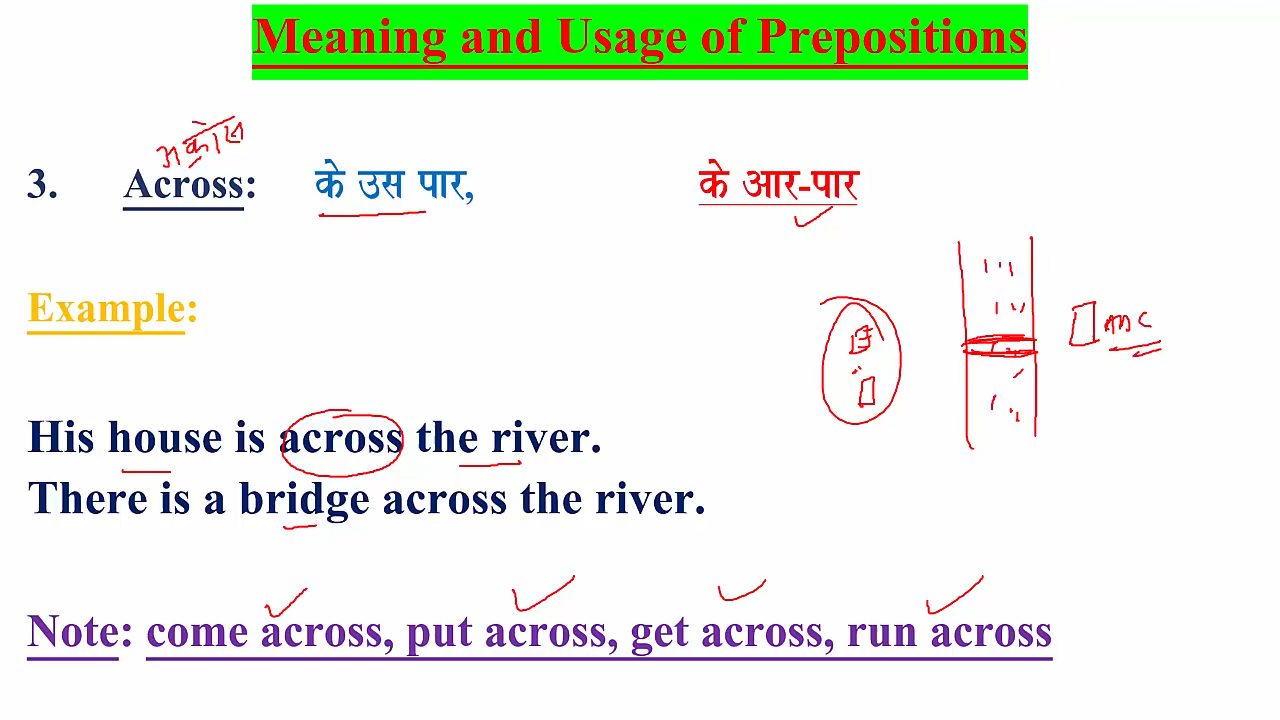 Meaning and Usage of Prepositions
3. Across: के उस पार, के आर-पार
Example:
His house is across the river.
There is a bridge across the river.
Note: come across, put across, get across, run across